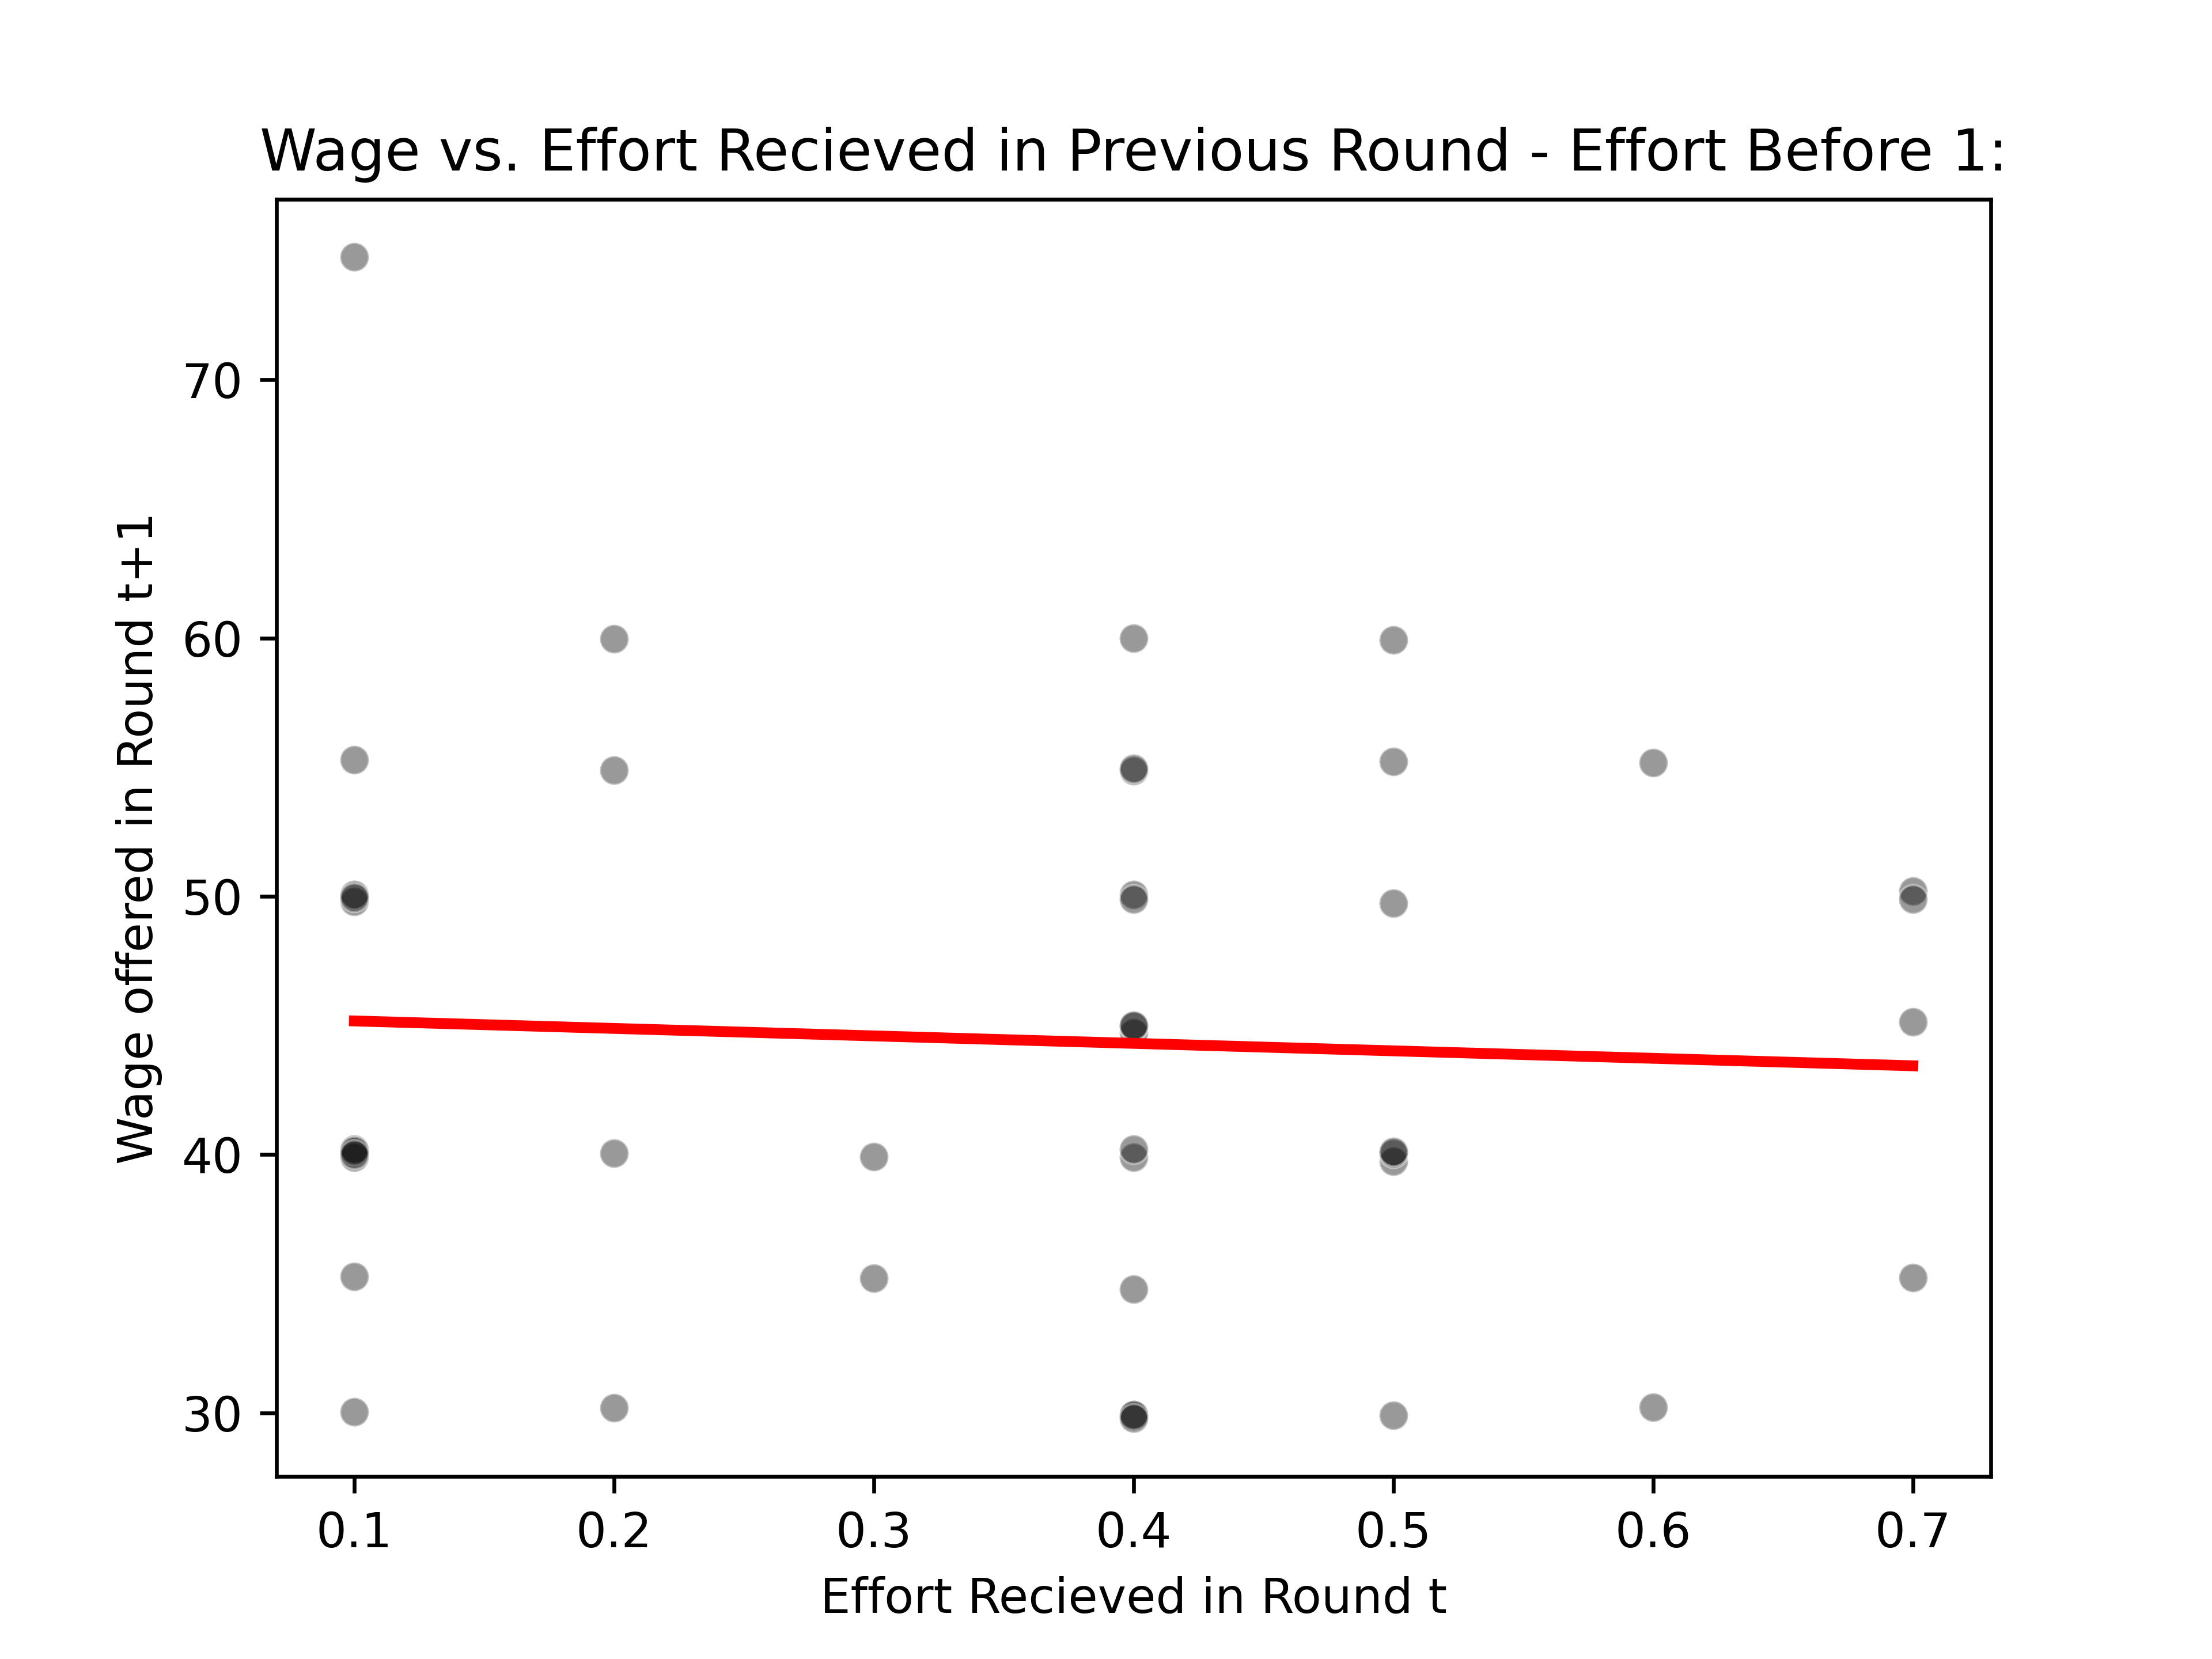 Wage vs. Effort Recieved in Previous Round - Effort Before 1:
Wage offered in Round t+1
70
60
50
40
30
0.1 0.2 0.3 0.4 0.5 0.6 0.7
Effort Recieved in Round t